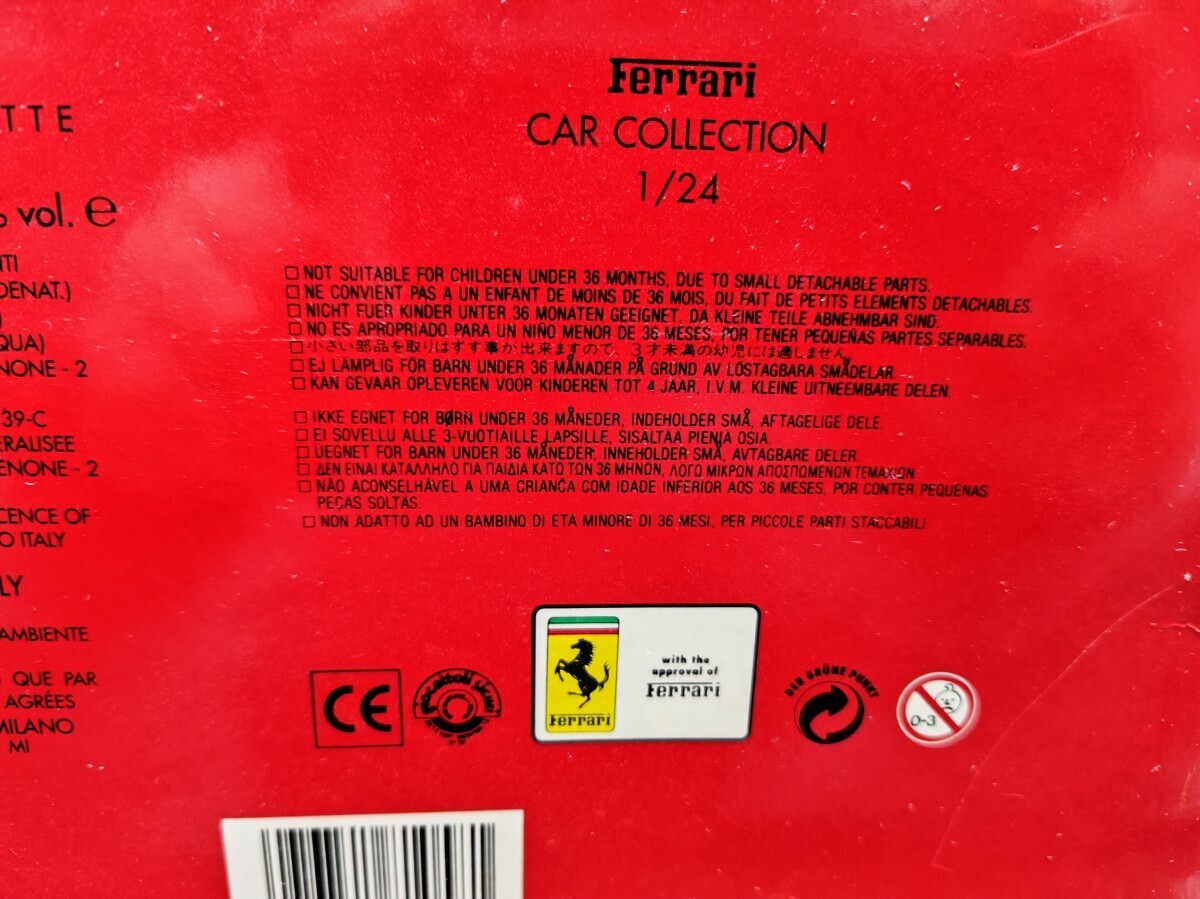 TTE
vol. e
ITI
DENAT.)
)
QUA)
NONE - 2
39-C
ERALISEE
ENONE - 2
CENCE OF
O ITALY
LY
AMBIENTE
QUE PAR
AGRÉES
MILANO
MI
Ferrari
CAR COLLECTION
1/24
□ NOT SUITABLE FOR CHILDREN UNDER 36 MONTHS, DUE TO SMALL DETACHABLE PARTS.
□ NE CONVIENT PAS A UN ENFANT DE MOINS DE 36 MOIS, DU FAIT DE PETITS ELEMENTS DETACHABLES.
□ NICHT FUER KINDER UNTER 36 MONATEN GEEIGNET, DA KLEINE TEILE ABNEHMBAR SIND.
□ NO ES APROPRIADO PARA UN NIÑO MENOR DE 36 MESES, POR TENER PEQUEÑAS PARTES SEPARABLES.
□ 小さい部品を取りはずす事が出来ますので、3才未満の幼児には適しません。
□ EJ LÄMPLIG FÖR BARN UNDER 36 MÅNADER PÅ GRUND AV LÖSTAGBARA SMÅDELAR.
□ KAN GEVAAR OPLEVEREN VOOR KINDEREN TOT 4 JAAR, I.V.M. KLEINE UITNEEMBARE DELEN.
□ IKKE EGNET FOR BØRN UNDER 36 MÅNEDER, INDEHOLDER SMÅ, AFTAGELIGE DELE.
□ EI SOVELLU ALLE 3-VUOTIAILLE LAPSILLE, SISALTAA PIENIA OSIA.
□ UEGNET FOR BARN UNDER 36 MÅNEDER, INNEHOLDER SMÅ, AVTAGBARE DELER.
□ ΔΕΝ ΕΙΝΑΙ ΚΑΤΑΛΛΗΛΟ ΓΙΑ ΠΑΙΔΙΑ ΚΑΤΩ ΤΩΝ 36 ΜΗΝΩΝ, ΛΟΓΩ ΜΙΚΡΩΝ ΑΠΟΣΠΩΜΕΝΩΝ ΤΕΜΑΧΙΩΝ
□ NÃO ACONSELHÁVEL A UMA CRIANÇA COM IDADE INFERIOR AOS 36 MESES, POR CONTER PEQUENAS
PEÇAS SOLTAS.
□ NON ADATTO AD UN BAMBINO DI ETA MINORE DI 36 MESI, PER PICCOLE PARTI STACCABILI.
CE
giocattoli sicuri
Ferrari
with the
approval of
Ferrari
DER GRÜNE PUNKT
0-3